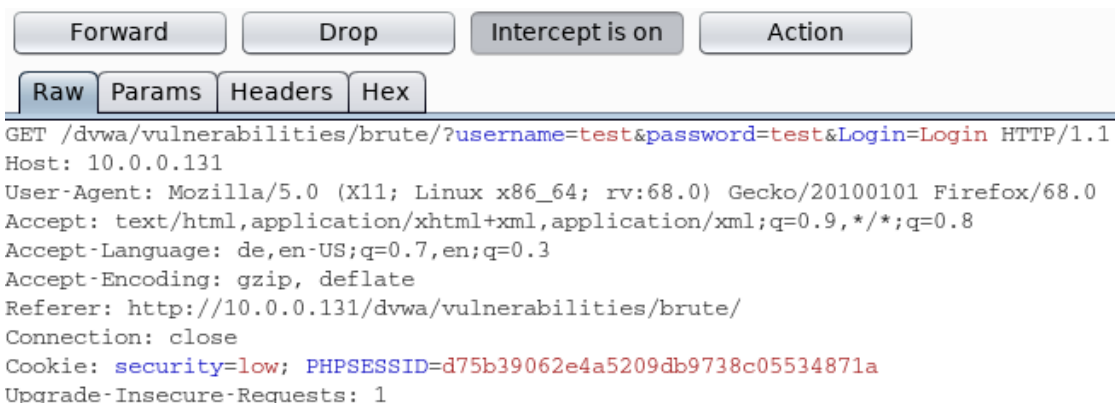 Forward Drop Intercept is on Action
Raw Params Headers Hex
GET /dvwa/vulnerabilities/brute/?username=test&password=test&Login=Login HTTP/1.1
Host: 10.0.0.131
User-Agent: Mozilla/5.0 (X11; Linux x86_64; rv:68.0) Gecko/20100101 Firefox/68.0
Accept: text/html,application/xhtml+xml,application/xml;q=0.9,*/*;q=0.8
Accept-Language: de,en-US;q=0.7,en;q=0.3
Accept-Encoding: gzip, deflate
Referer: http://10.0.0.131/dvwa/vulnerabilities/brute/
Connection: close
Cookie: security=low; PHPSESSID=d75b39062e4a5209db9738c05534871a
Upgrade-Insecure-Requests: 1